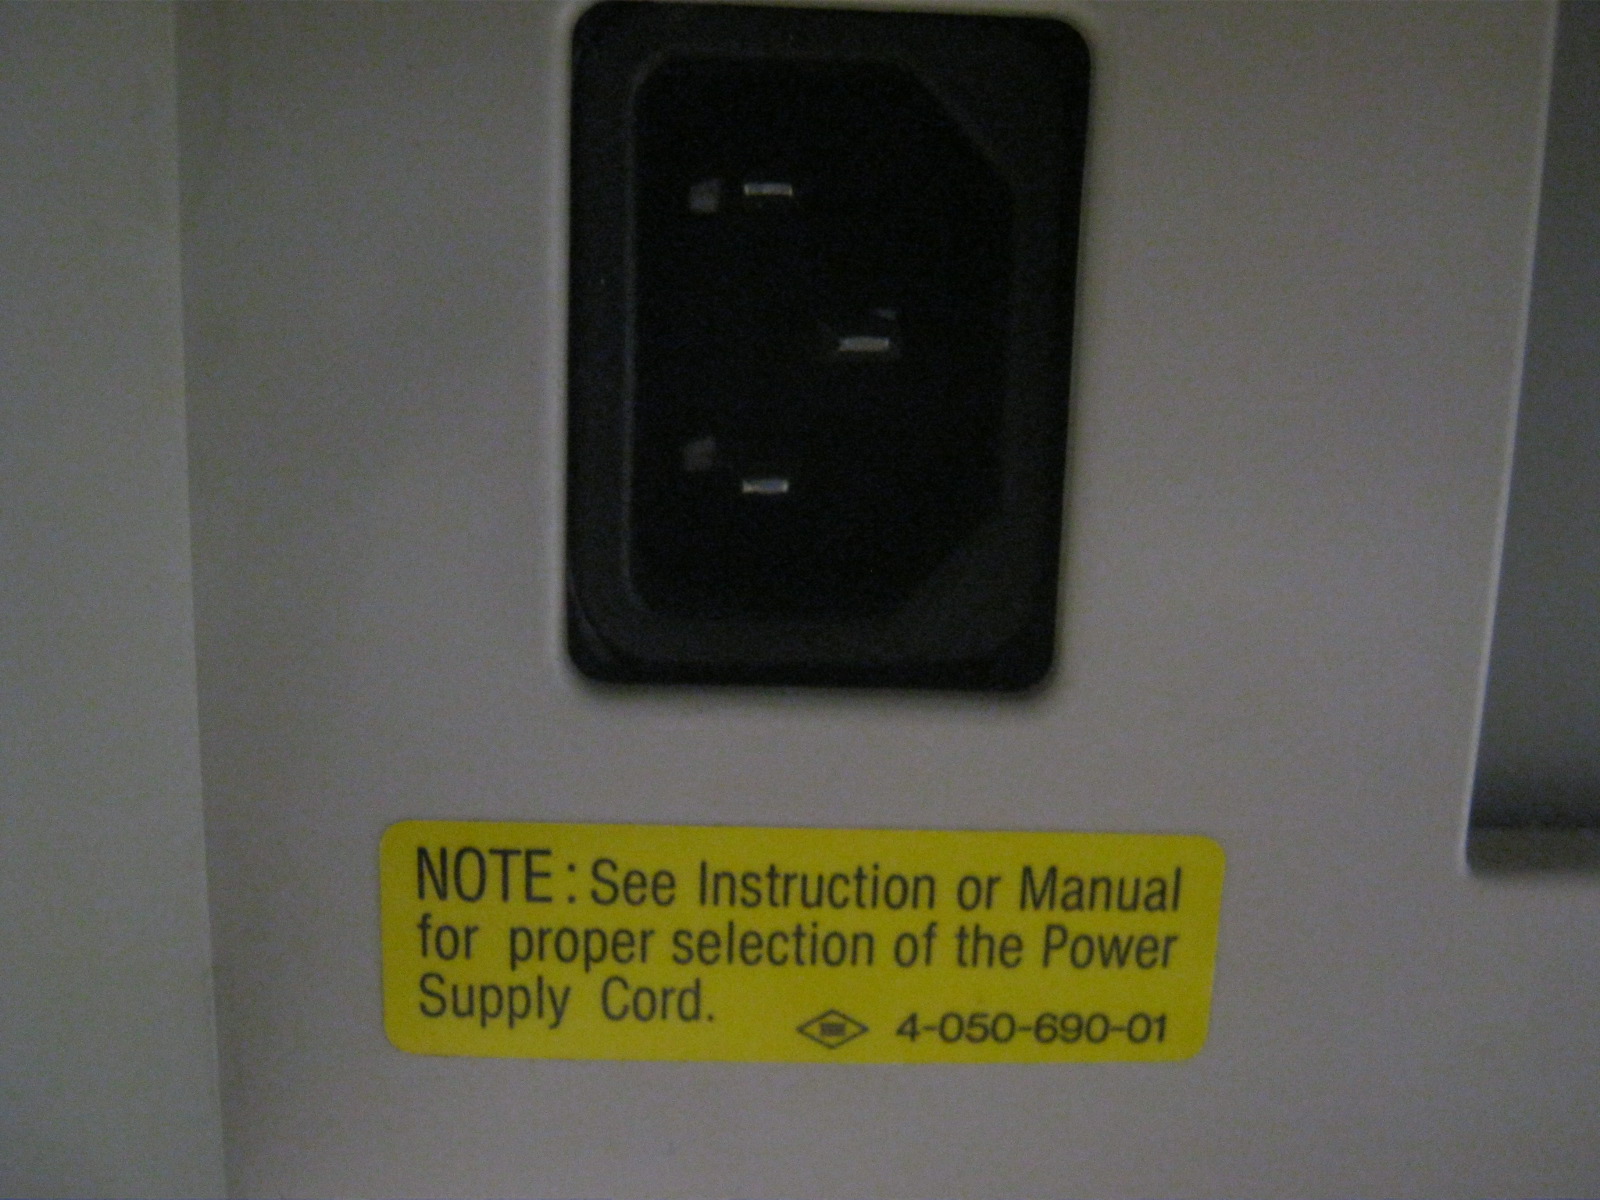 NOTE: See Instruction or Manual
for proper selection of the Power
Supply Cord.
4-050-690-01